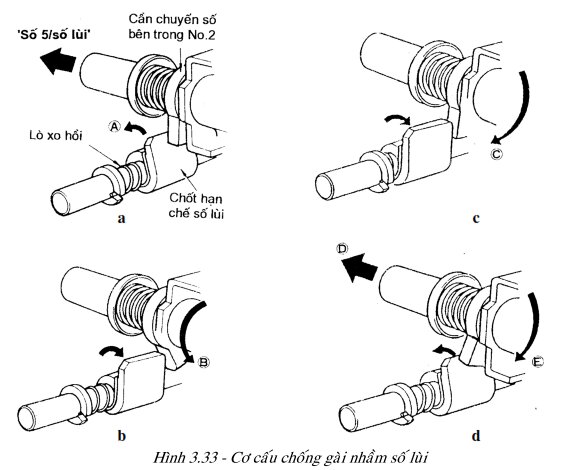 Cần chuyển số
bên trong No.2
'Số 5/số lùi'
Ⓐ
Lò xo hồi
Chốt hạn
chế số lùi
a
Ⓒ
c
Ⓑ
b
Ⓓ
Ⓔ
d
Hình 3.33 - Cơ cấu chống gài nhầm số lùi